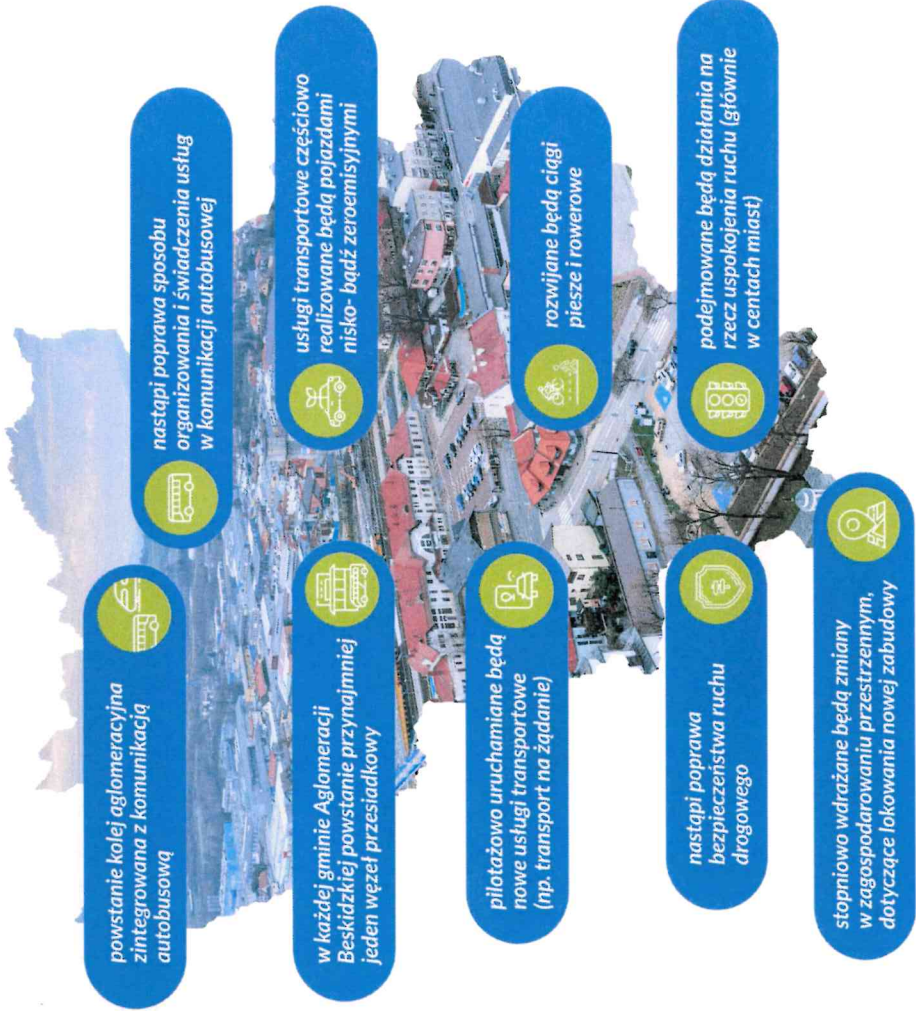 powstanie kolej aglomeracyjna
zintegrowana z komunikacją
autobusową
nastąpi poprawa sposobu
organizowania i świadczenia usług
w komunikacji autobusowej
w każdej gminie Aglomeracji
Beskidzkiej powstanie przynajmniej
jeden węzeł przesiadkowy
usługi transportowe częściowo
realizowane będą pojazdami
nisko- bądź zeroemisyjnymi
pilotażowo uruchamiane będą
nowe usługi transportowe
(np. transport na żądanie)
rozwijane będą ciągi
piesze i rowerowe
nastąpi poprawa
bezpieczeństwa ruchu
drogowego
podejmowane będą działania na
rzecz uspokojenia ruchu (głównie
w centach miast)
stopniowo wdrażane będą zmiany
w zagospodarowaniu przestrzennym,
dotyczące lokowania nowej zabudowy